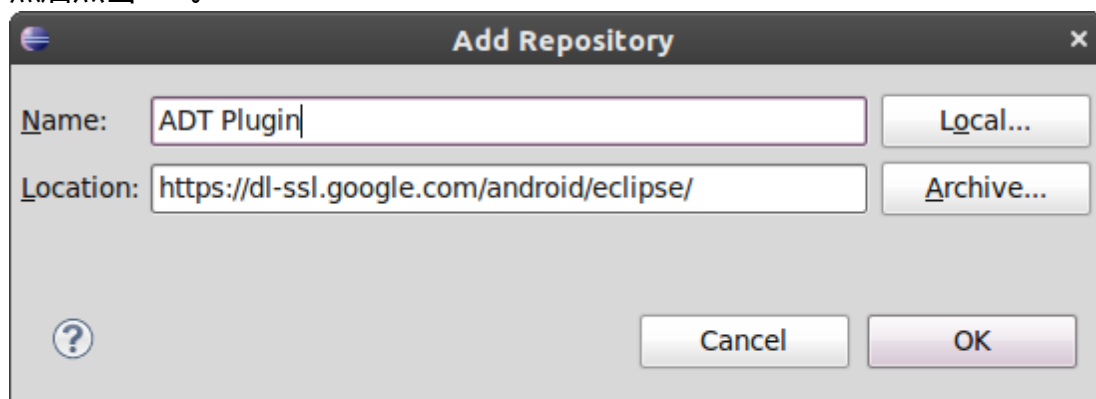 Add Repository
Name: ADT Plugin Local...
Location: https://dl-ssl.google.com/android/eclipse/ Archive...
Cancel OK